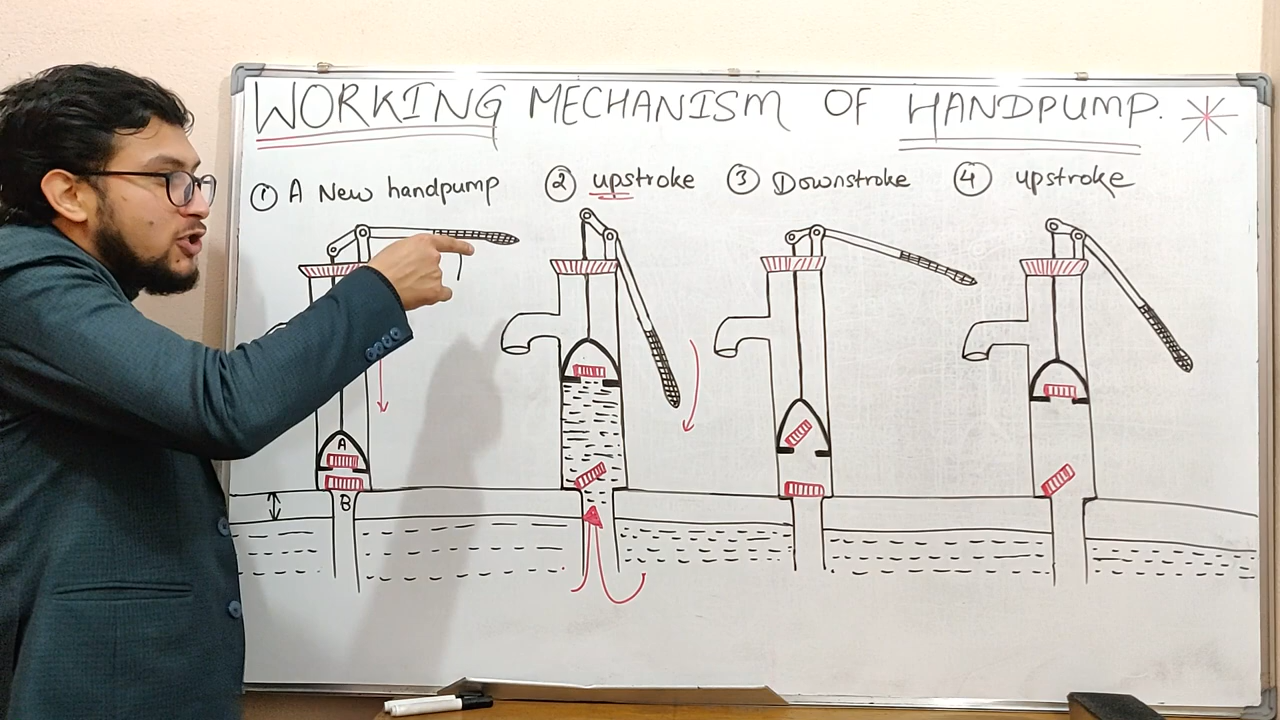 WORKING MECHANISM OF HANDPUMP.
① A New handpump
② upstroke
③ Downstroke
④ upstroke
A
B